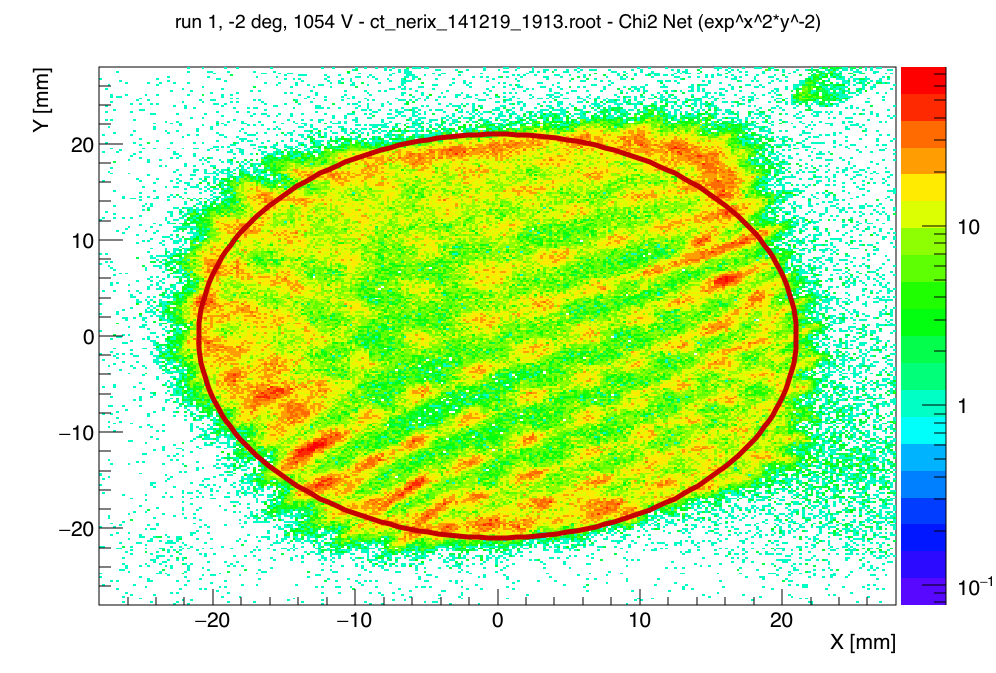 run 1, -2 deg, 1054 V - ct_nerix_141219_1913.root - Chi2 Net (exp^x^2*y^-2)
Y [mm]
20
10
0
−10
−20
−20 −10 0 10 20
X [mm]
10
1
10⁻¹